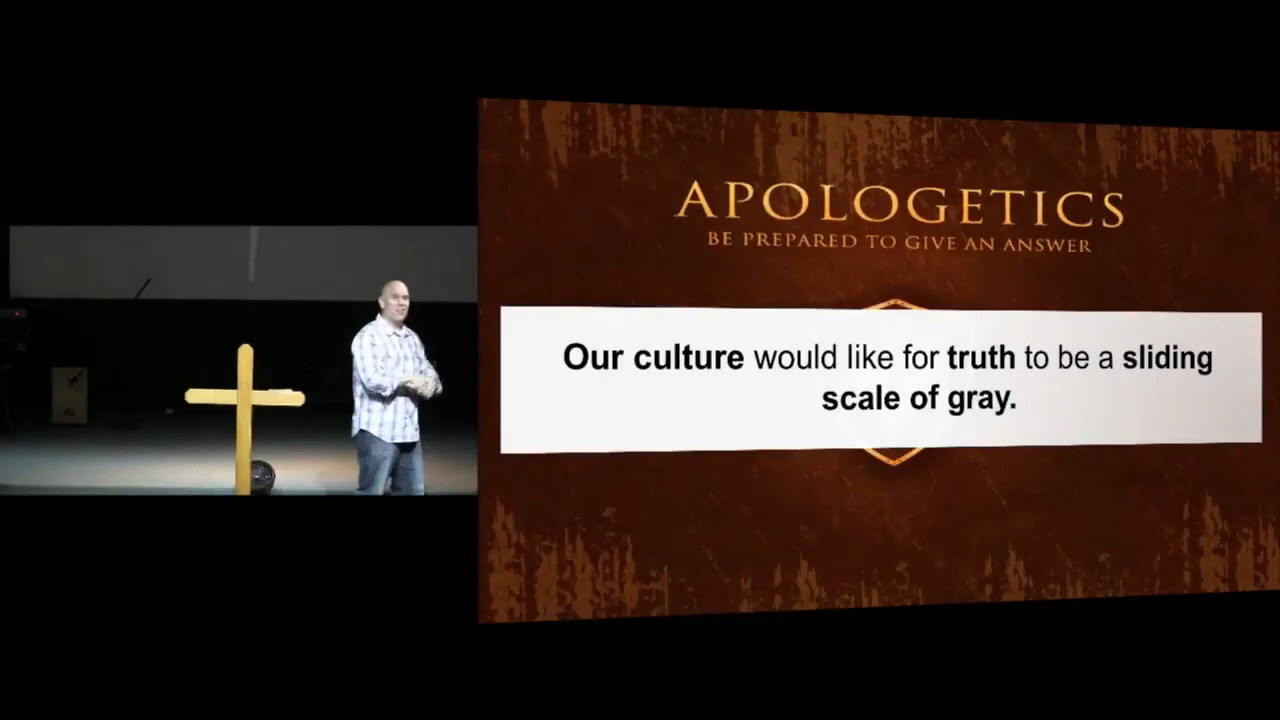 APOLOGETICS
BE PREPARED TO GIVE AN ANSWER
Our culture would like for truth to be a sliding
scale of gray.